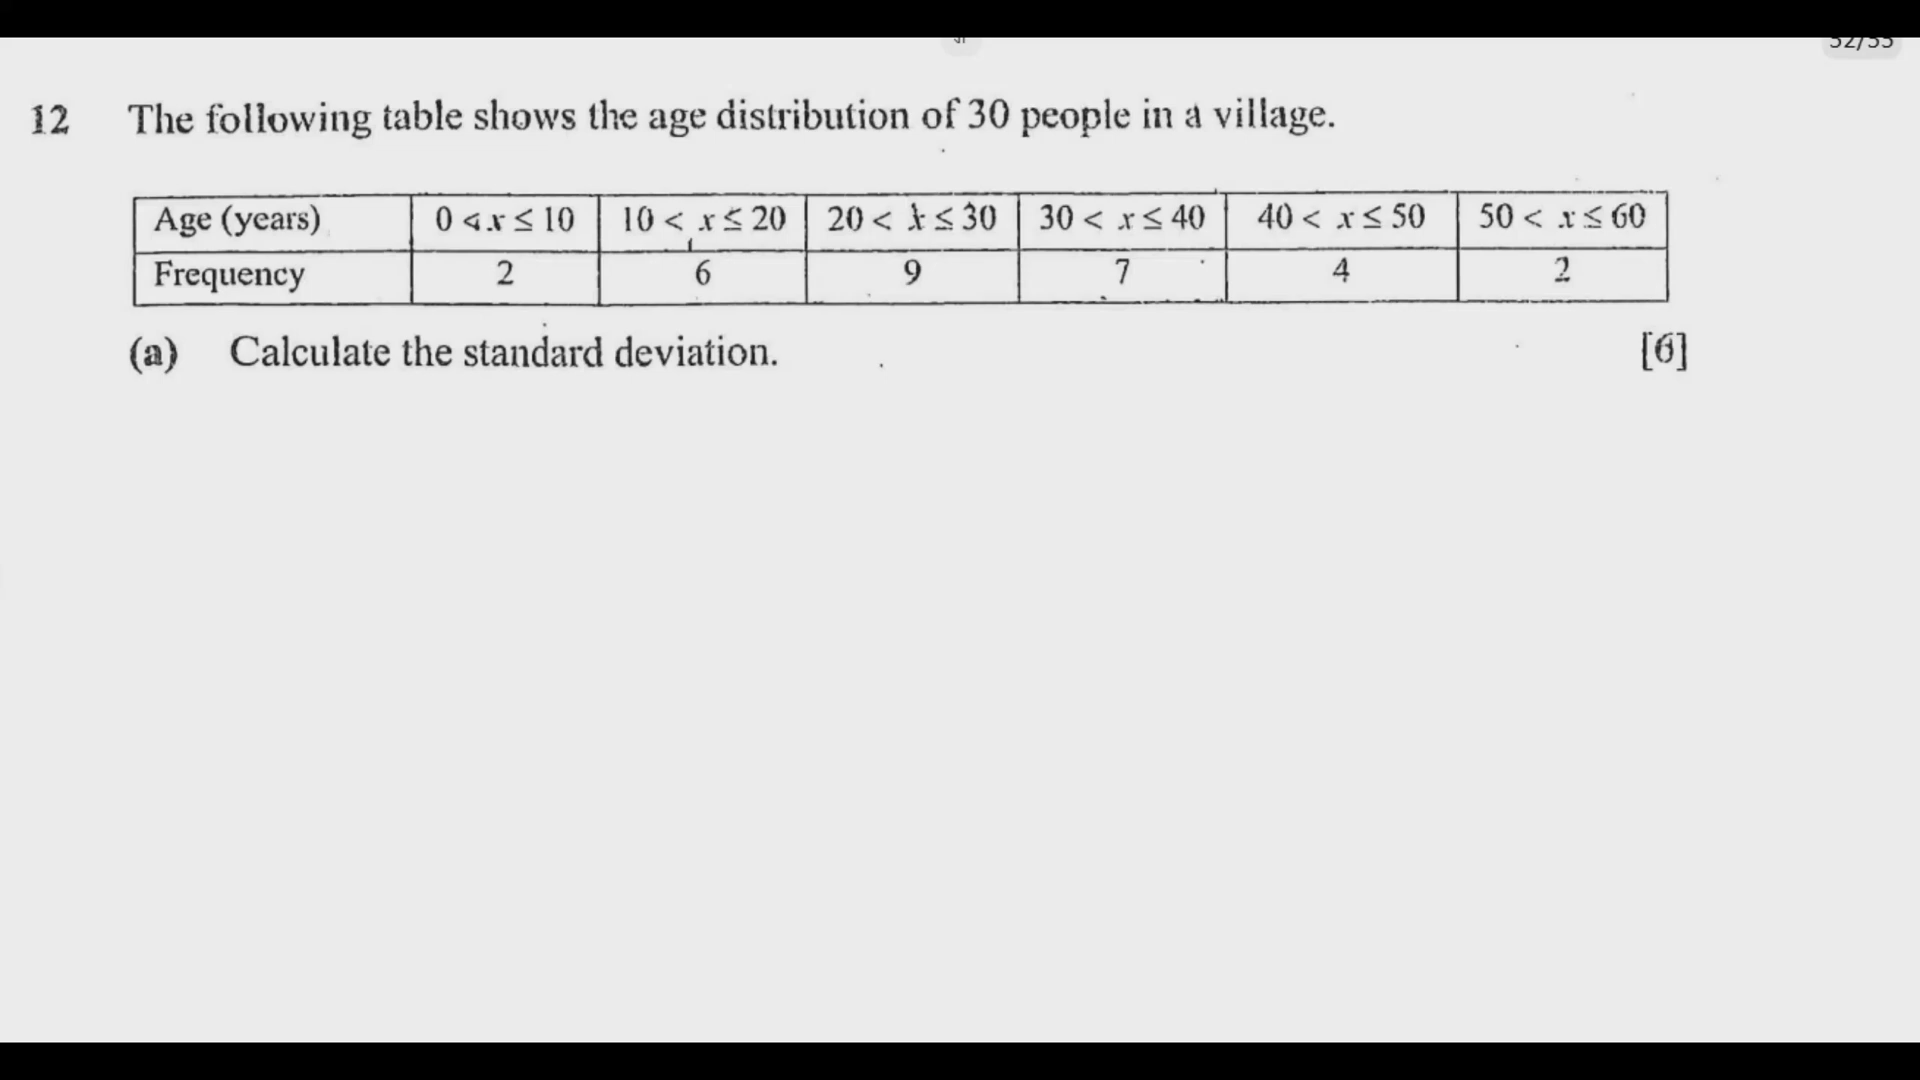 52/55
12 The following table shows the age distribution of 30 people in a village.
Age (years) 0 < x ≤ 10 10 < x ≤ 20 20 < x ≤ 30 30 < x ≤ 40 40 < x ≤ 50 50 < x ≤ 60
Frequency 2 6 9 7 4 2
(a) Calculate the standard deviation. [6]